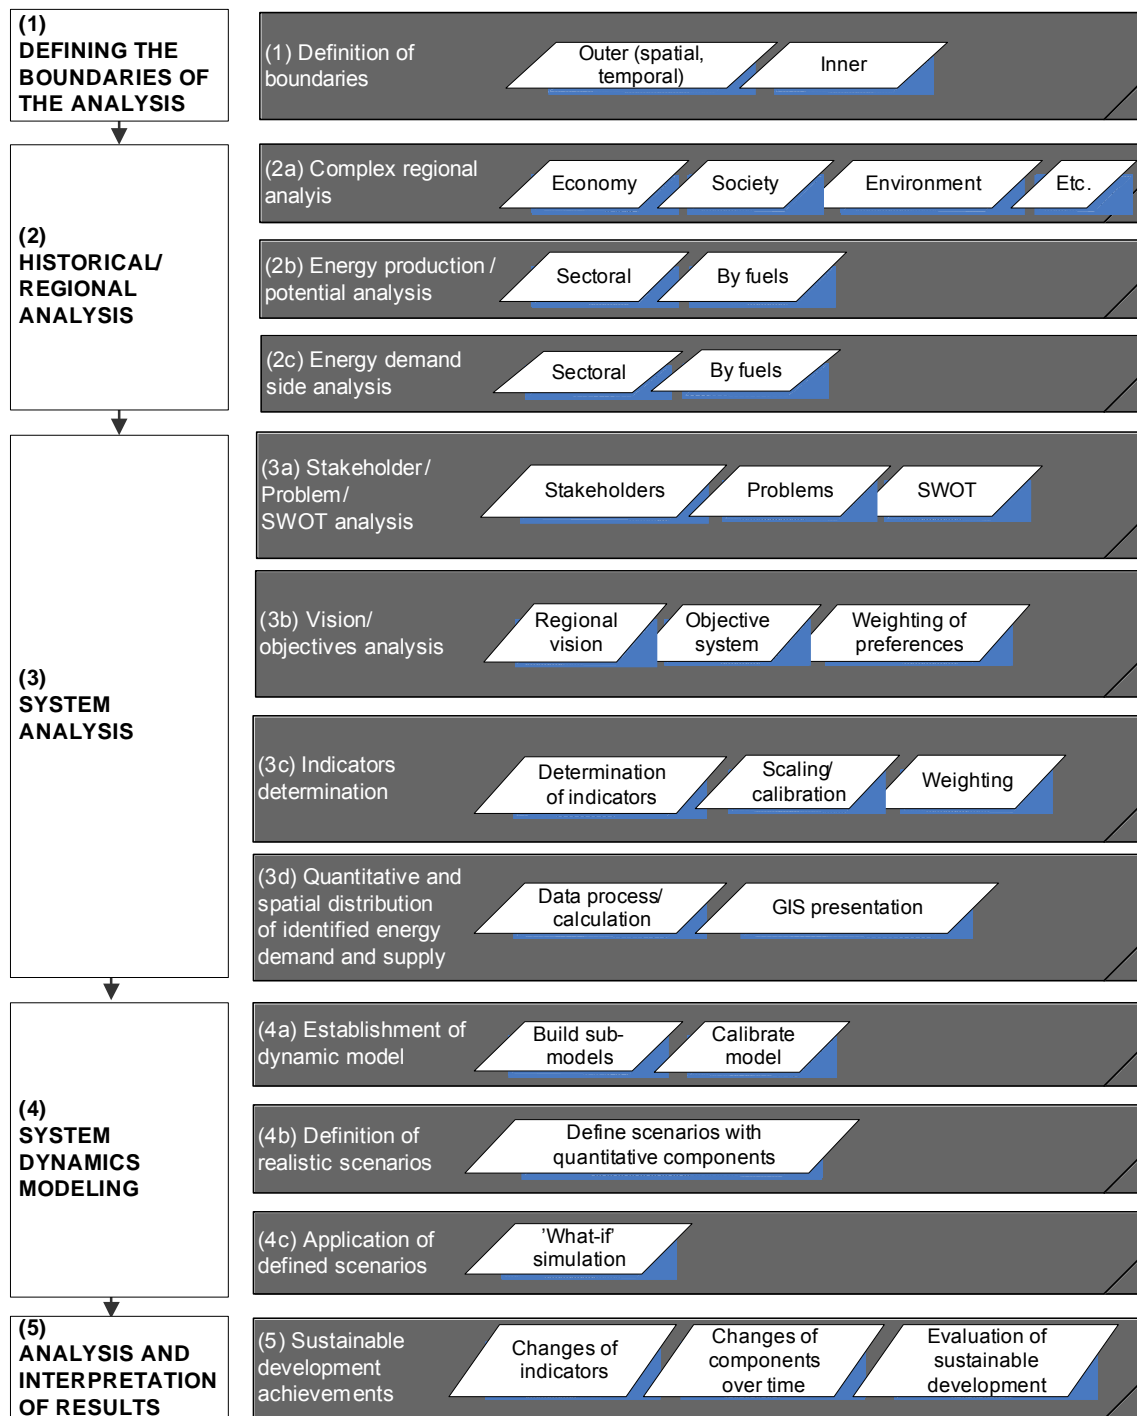 (1)
DEFINING THE
BOUNDARIES OF
THE ANALYSIS
(1) Definition of
boundaries
Outer (spatial,
temporal)
Inner
(2)
HISTORICAL/
REGIONAL
ANALYSIS
(2a) Complex regional
analyis
Economy
Society
Environment
Etc.
(2b) Energy production /
potential analysis
Sectoral
By fuels
(2c) Energy demand
side analysis
Sectoral
By fuels
(3)
SYSTEM
ANALYSIS
(3a) Stakeholder/
Problem/
SWOT analysis
Stakeholders
Problems
SWOT
(3b) Vision/
objectives analysis
Regional
vision
Objective
system
Weighting of
preferences
(3c) Indicators
determination
Determination
of indicators
Scaling/
calibration
Weighting
(3d) Quantitative and
spatial distribution
of identified energy
demand and supply
Data process/
calculation
GIS presentation
(4)
SYSTEM
DYNAMICS
MODELING
(4a) Establishment of
dynamic model
Build sub-
models
Calibrate
model
(4b) Definition of
realistic scenarios
Define scenarios with
quantitative components
(4c) Application of
defined scenarios
’What-if’
simulation
(5)
ANALYSIS AND
INTERPRETATION
OF RESULTS
(5) Sustainable
development
achievements
Changes of
indicators
Changes of
components
over time
Evaluation of
sustainable
development